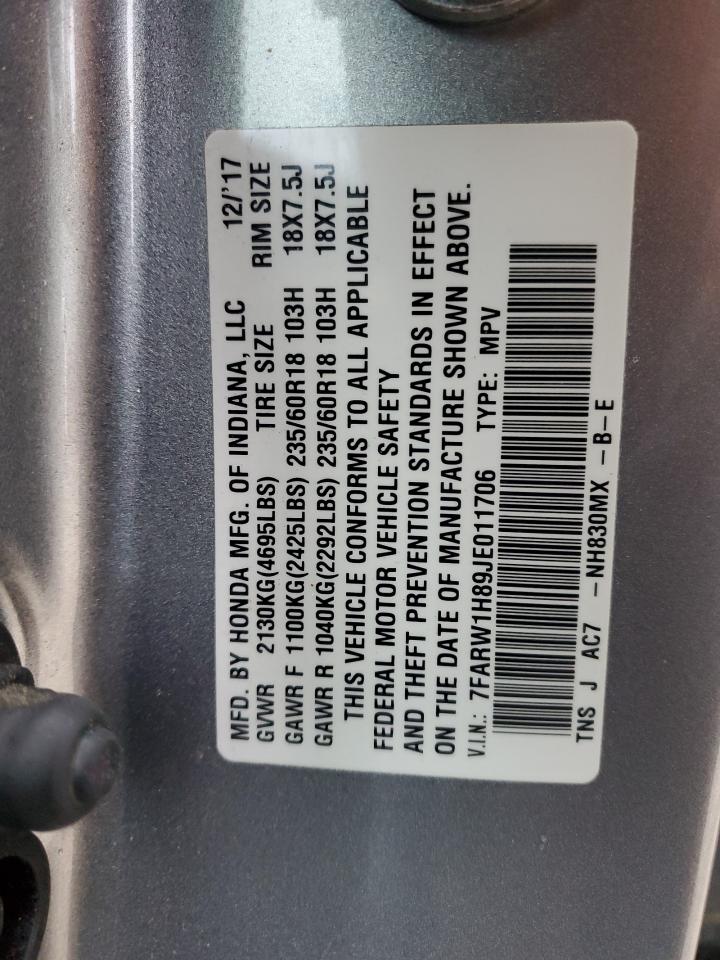 MFD. BY HONDA MFG. OF INDIANA, LLC 12/'17
GVWR 2130KG(4695LBS) TIRE SIZE RIM SIZE
GAWR F 1100KG(2425LBS) 235/60R18 103H 18X7.5J
GAWR R 1040KG(2292LBS) 235/60R18 103H 18X7.5J
THIS VEHICLE CONFORMS TO ALL APPLICABLE
FEDERAL MOTOR VEHICLE SAFETY
AND THEFT PREVENTION STANDARDS IN EFFECT
ON THE DATE OF MANUFACTURE SHOWN ABOVE.
V.I.N.: 7FARW1H89JE011706 TYPE: MPV
TNS J AC7 -NH830MX -B-E